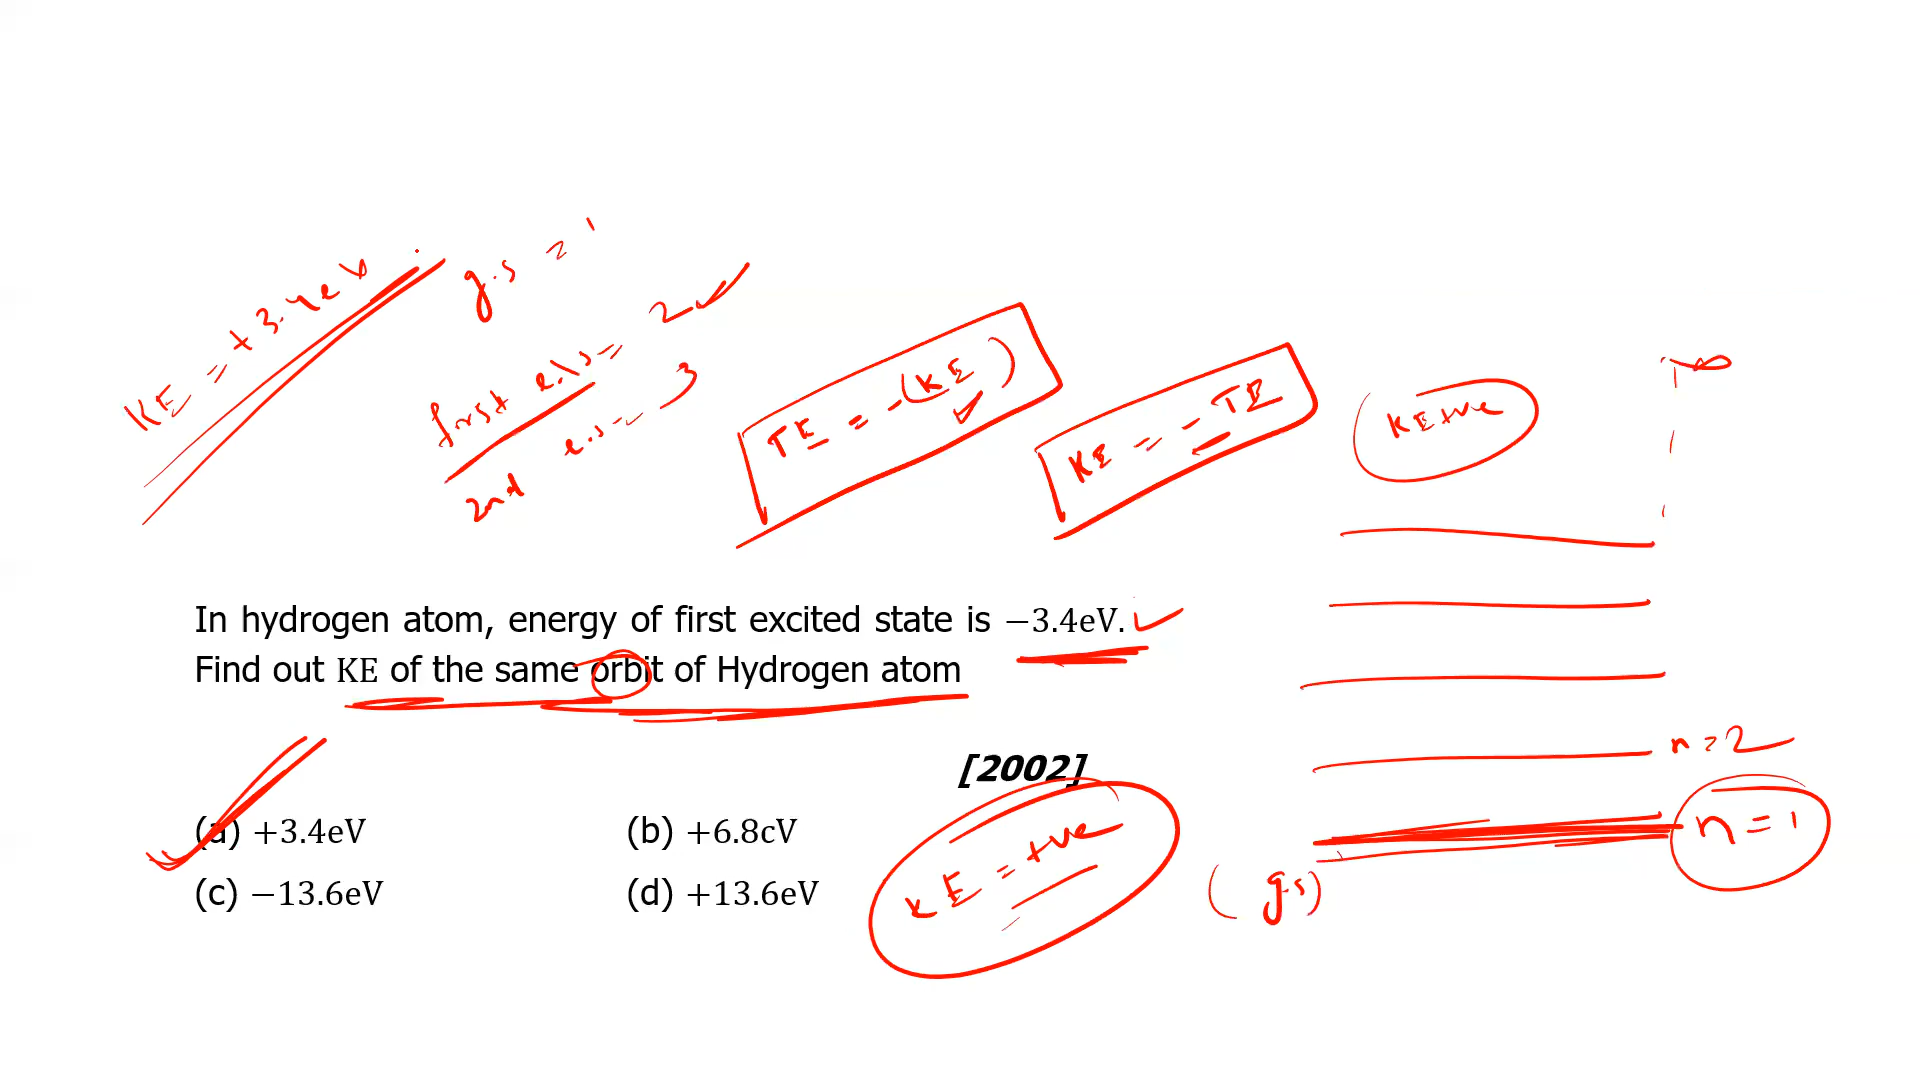 KE = +3.4eV
g.s = 1
first e.s = 2
2nd e.s = 3
TE = -(KE)
KE = -TE
KE +ve
∞
In hydrogen atom, energy of first excited state is −3.4eV.
Find out KE of the same orbit of Hydrogen atom
n = 2
[2002]
(a) +3.4eV (b) +6.8cV
KE = +ve
n = 1
(c) −13.6eV (d) +13.6eV
(g.s)